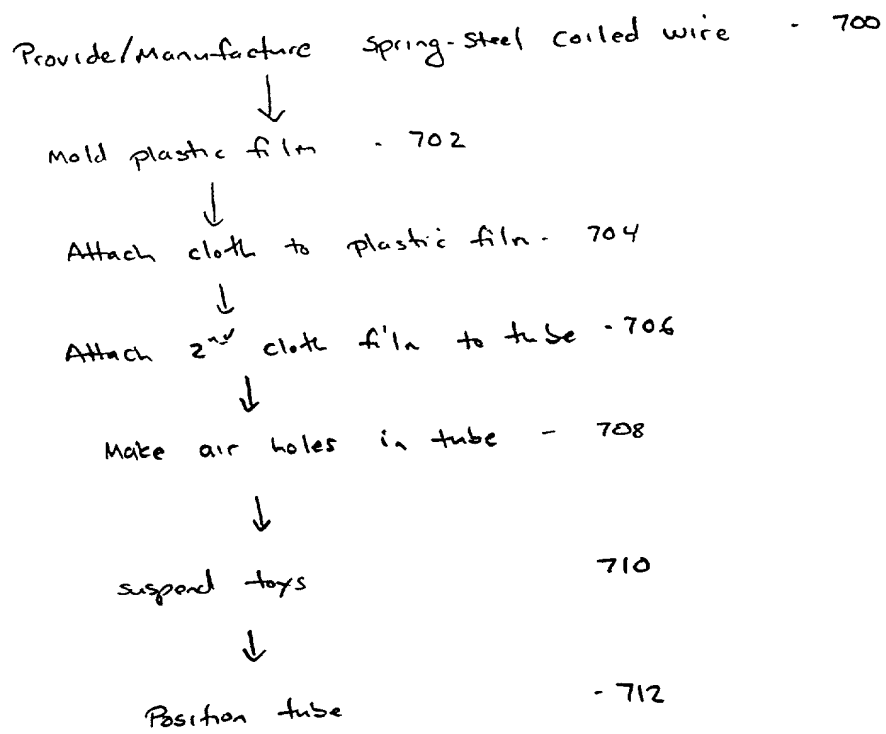 Provide/Manufacture spring-steel coiled wire - 700
Mold plastic film - 702
Attach cloth to plastic film - 704
Attach 2nd cloth film to tube - 706
Make air holes in tube - 708
suspend toys 710
Position tube - 712